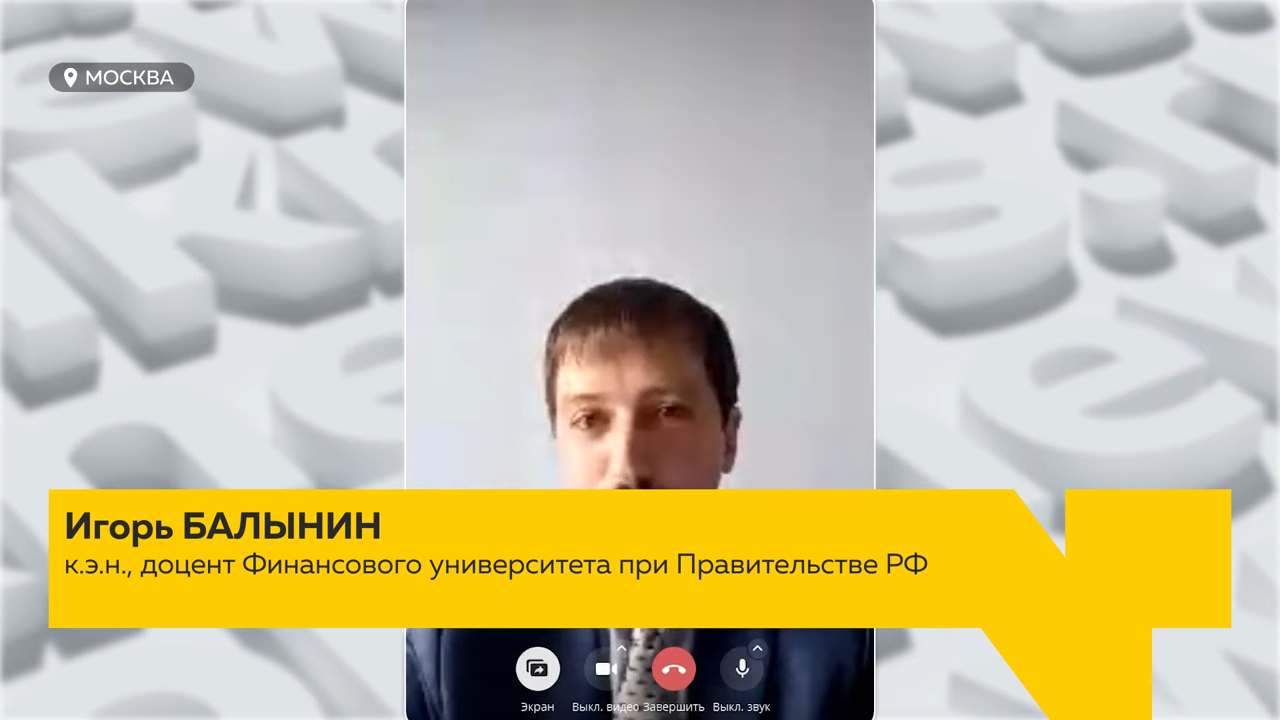 МОСКВА
Игорь БАЛЫНИН
к.э.н., доцент Финансового университета при Правительстве РФ
Экран
Выкл. видео
Завершить
Выкл. звук